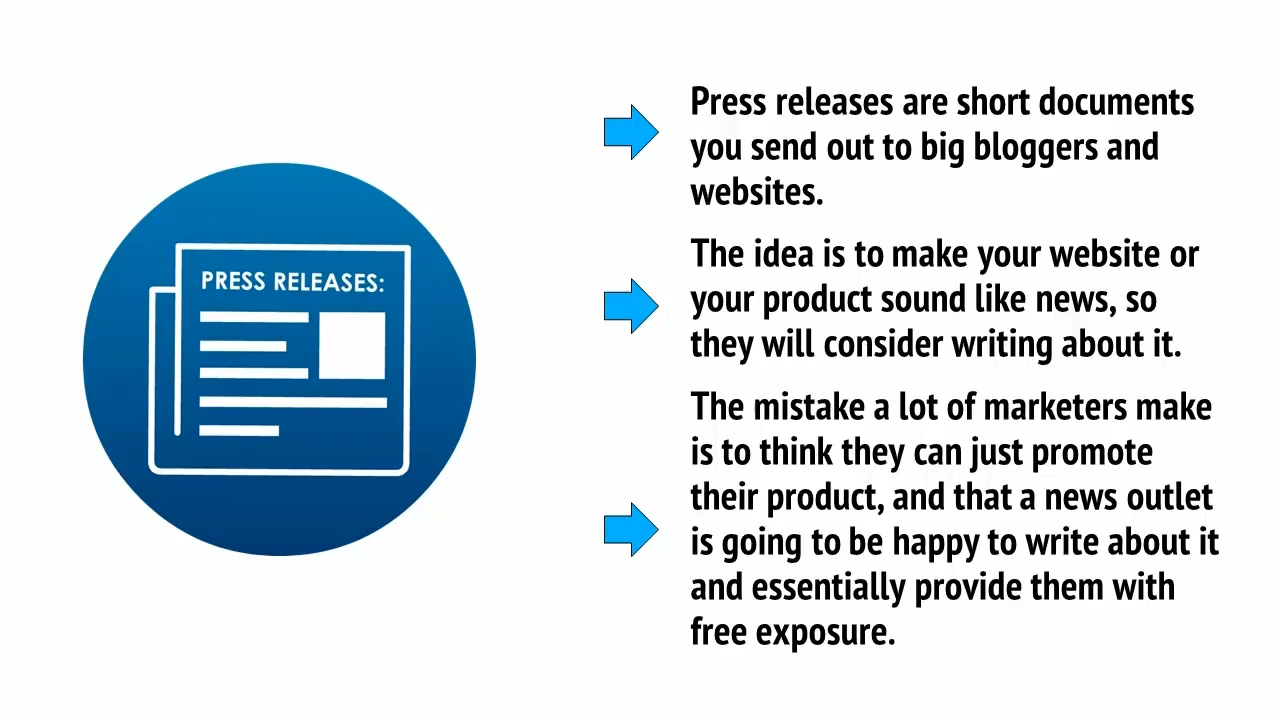 PRESS RELEASES:
Press releases are short documents
you send out to big bloggers and
websites.
The idea is to make your website or
your product sound like news, so
they will consider writing about it.
The mistake a lot of marketers make
is to think they can just promote
their product, and that a news outlet
is going to be happy to write about it
and essentially provide them with
free exposure.